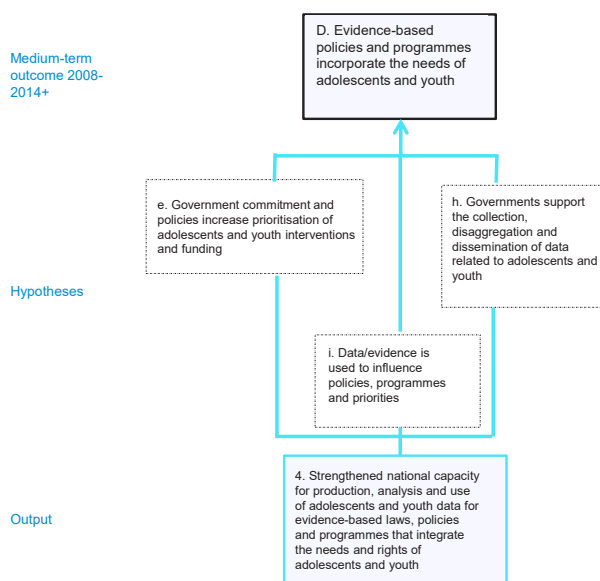 D. Evidence-based
policies and programmes
incorporate the needs of
adolescents and youth
Medium-term
outcome 2008-
2014+
e. Government commitment and
policies increase prioritisation of
adolescents and youth interventions
and funding
h. Governments support
the collection,
disaggregation and
dissemination of data
related to adolescents and
youth
Hypotheses
i. Data/evidence is
used to influence
policies, programmes
and priorities
4. Strengthened national capacity
for production, analysis and use
of adolescents and youth data for
evidence-based laws, policies
and programmes that integrate
the needs and rights of
adolescents and youth
Output